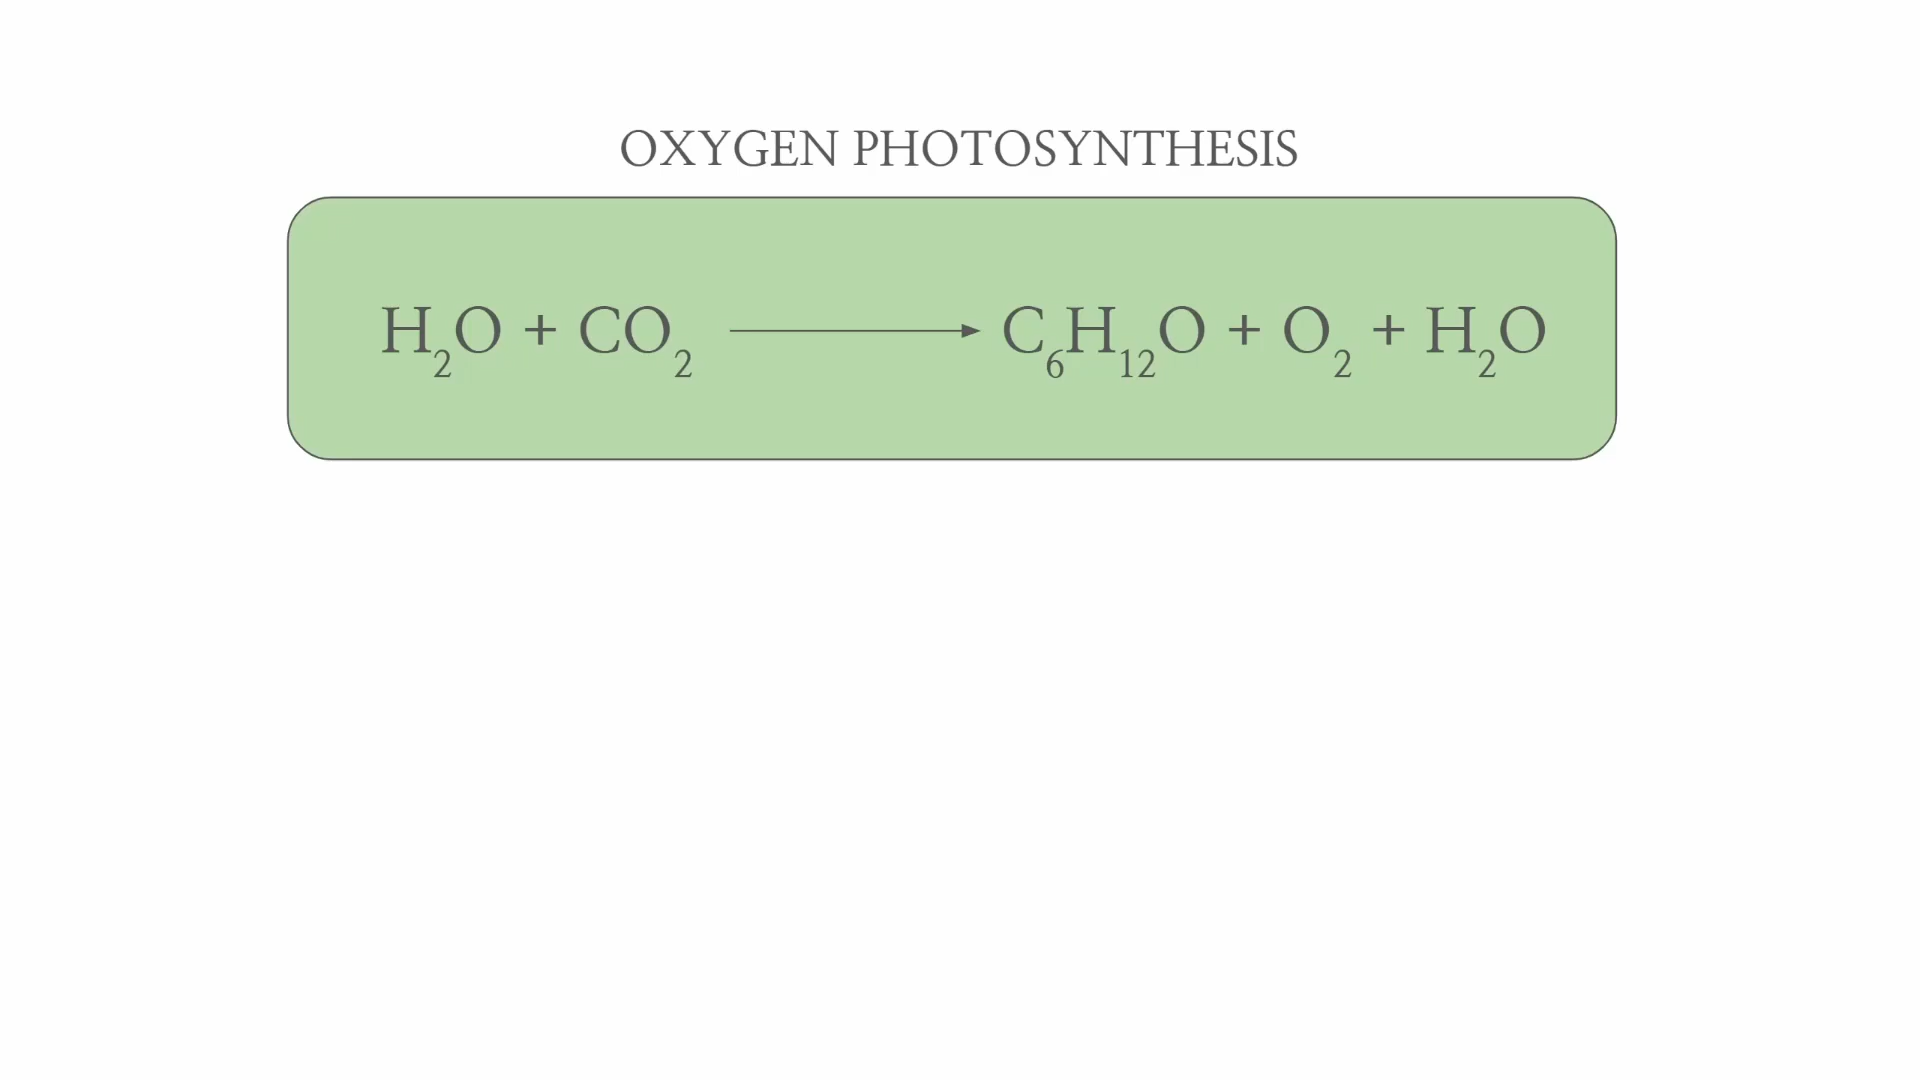 OXYGEN PHOTOSYNTHESIS
H₂O + CO₂ → C₆H₁₂O + O₂ + H₂O